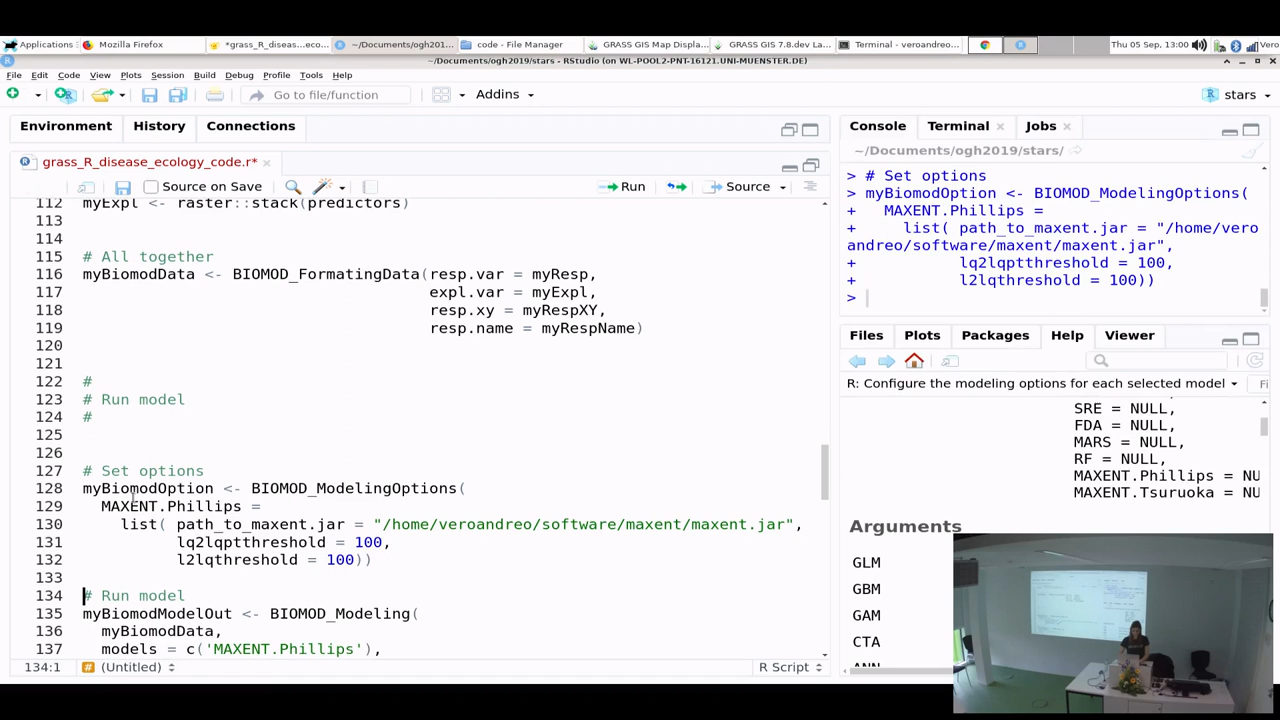 Applications
Mozilla Firefox
*grass_R_diseas...eco...
~/Documents/ogh201...
code - File Manager
GRASS GIS Map Displa...
GRASS GIS 7.8.dev La...
Terminal - veroandreo...
Thu 05 Sep, 13:00
Vero
~/Documents/ogh2019/stars - RStudio (on WL-POOL2-PNT-16121.UNI-MUENSTER.DE)
File Edit Code View Plots Session Build Debug Profile Tools Help
Go to file/function
Addins
stars
Environment History Connections
grass_R_disease_ecology_code.r*
Source on Save
Run
Source
112 myExpl <- raster::stack(predictors)
113
114
115 # All together
116 myBiomodData <- BIOMOD_FormatingData(resp.var = myResp,
117 expl.var = myExpl,
118 resp.xy = myRespXY,
119 resp.name = myRespName)
120
121
122 #
123 # Run model
124 #
125
126
127 # Set options
128 myBiomodOption <- BIOMOD_ModelingOptions(
129 MAXENT.Phillips =
130 list( path_to_maxent.jar = "/home/veroandreo/software/maxent/maxent.jar",
131 lq2lqptthreshold = 100,
132 l2lqthreshold = 100))
133
134 # Run model
135 myBiomodModelOut <- BIOMOD_Modeling(
136 myBiomodData,
137 models = c('MAXENT.Phillips'),
134:1
(Untitled)
R Script
Console Terminal Jobs
~/Documents/ogh2019/stars/
> # Set options
> myBiomodOption <- BIOMOD_ModelingOptions(
+ MAXENT.Phillips =
+ list( path_to_maxent.jar = "/home/vero
andreo/software/maxent/maxent.jar",
+ lq2lqptthreshold = 100,
+ l2lqthreshold = 100))
>
Files Plots Packages Help Viewer
R: Configure the modeling options for each selected model
Fi
SRE = NULL,
FDA = NULL,
MARS = NULL,
RF = NULL,
MAXENT.Phillips = NU
MAXENT.Tsuruoka = NU
Arguments
GLM
GBM
GAM
CTA
ANN